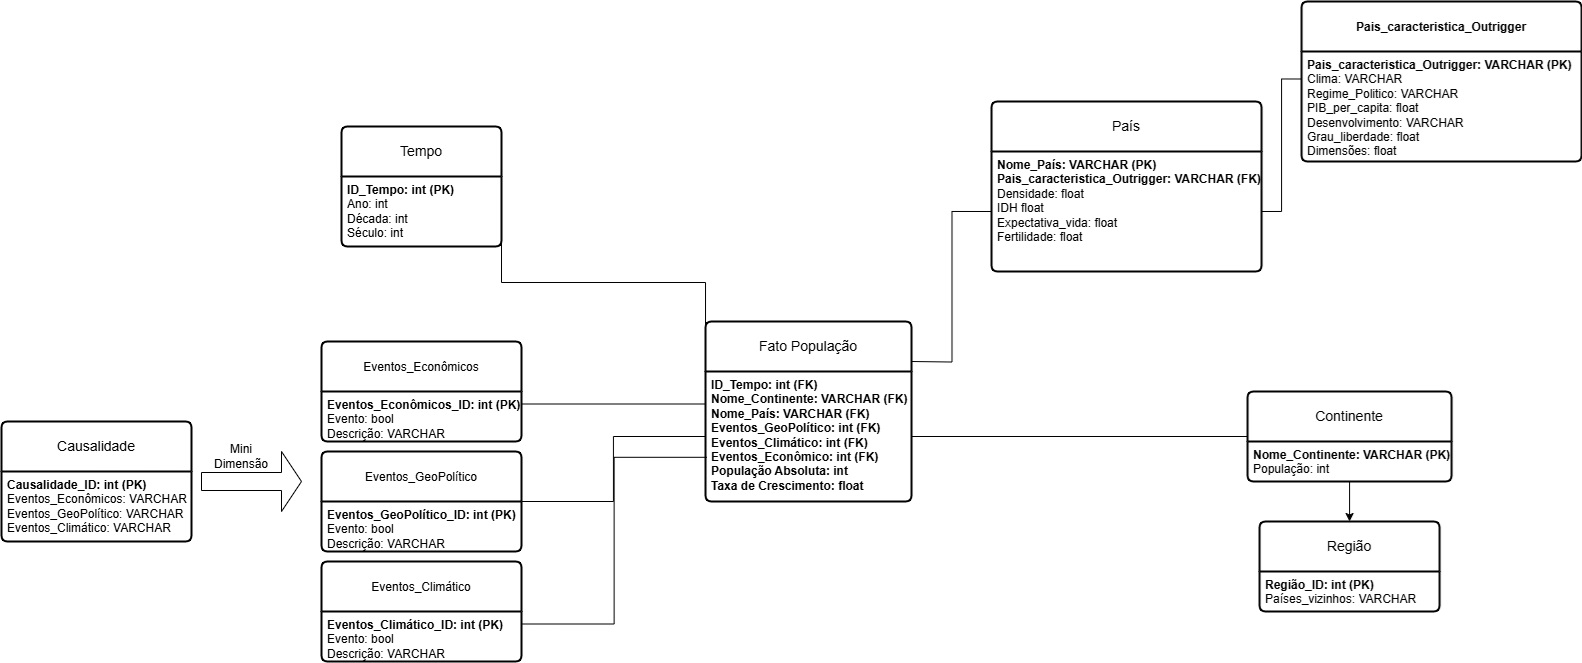 Pais_caracteristica_Outrigger
Pais_caracteristica_Outrigger: VARCHAR (PK)
Clima: VARCHAR
Regime_Politico: VARCHAR
PIB_per_capita: float
Desenvolvimento: VARCHAR
Grau_liberdade: float
Dimensões: float
País
Nome_País: VARCHAR (PK)
Pais_caracteristica_Outrigger: VARCHAR (FK)
Densidade: float
IDH float
Expectativa_vida: float
Fertilidade: float
Tempo
ID_Tempo: int (PK)
Ano: int
Década: int
Século: int
Fato População
ID_Tempo: int (FK)
Nome_Continente: VARCHAR (FK)
Nome_País: VARCHAR (FK)
Eventos_GeoPolítico: int (FK)
Eventos_Climático: int (FK)
Eventos_Econômico: int (FK)
População Absoluta: int
Taxa de Crescimento: float
Eventos_Econômicos
Eventos_Econômicos_ID: int (PK)
Evento: bool
Descrição: VARCHAR
Causalidade
Causalidade_ID: int (PK)
Eventos_Econômicos: VARCHAR
Eventos_GeoPolítico: VARCHAR
Eventos_Climático: VARCHAR
Mini
Dimensão
Eventos_GeoPolítico
Eventos_GeoPolítico_ID: int (PK)
Evento: bool
Descrição: VARCHAR
Eventos_Climático
Eventos_Climático_ID: int (PK)
Evento: bool
Descrição: VARCHAR
Continente
Nome_Continente: VARCHAR (PK)
População: int
Região
Região_ID: int (PK)
Países_vizinhos: VARCHAR